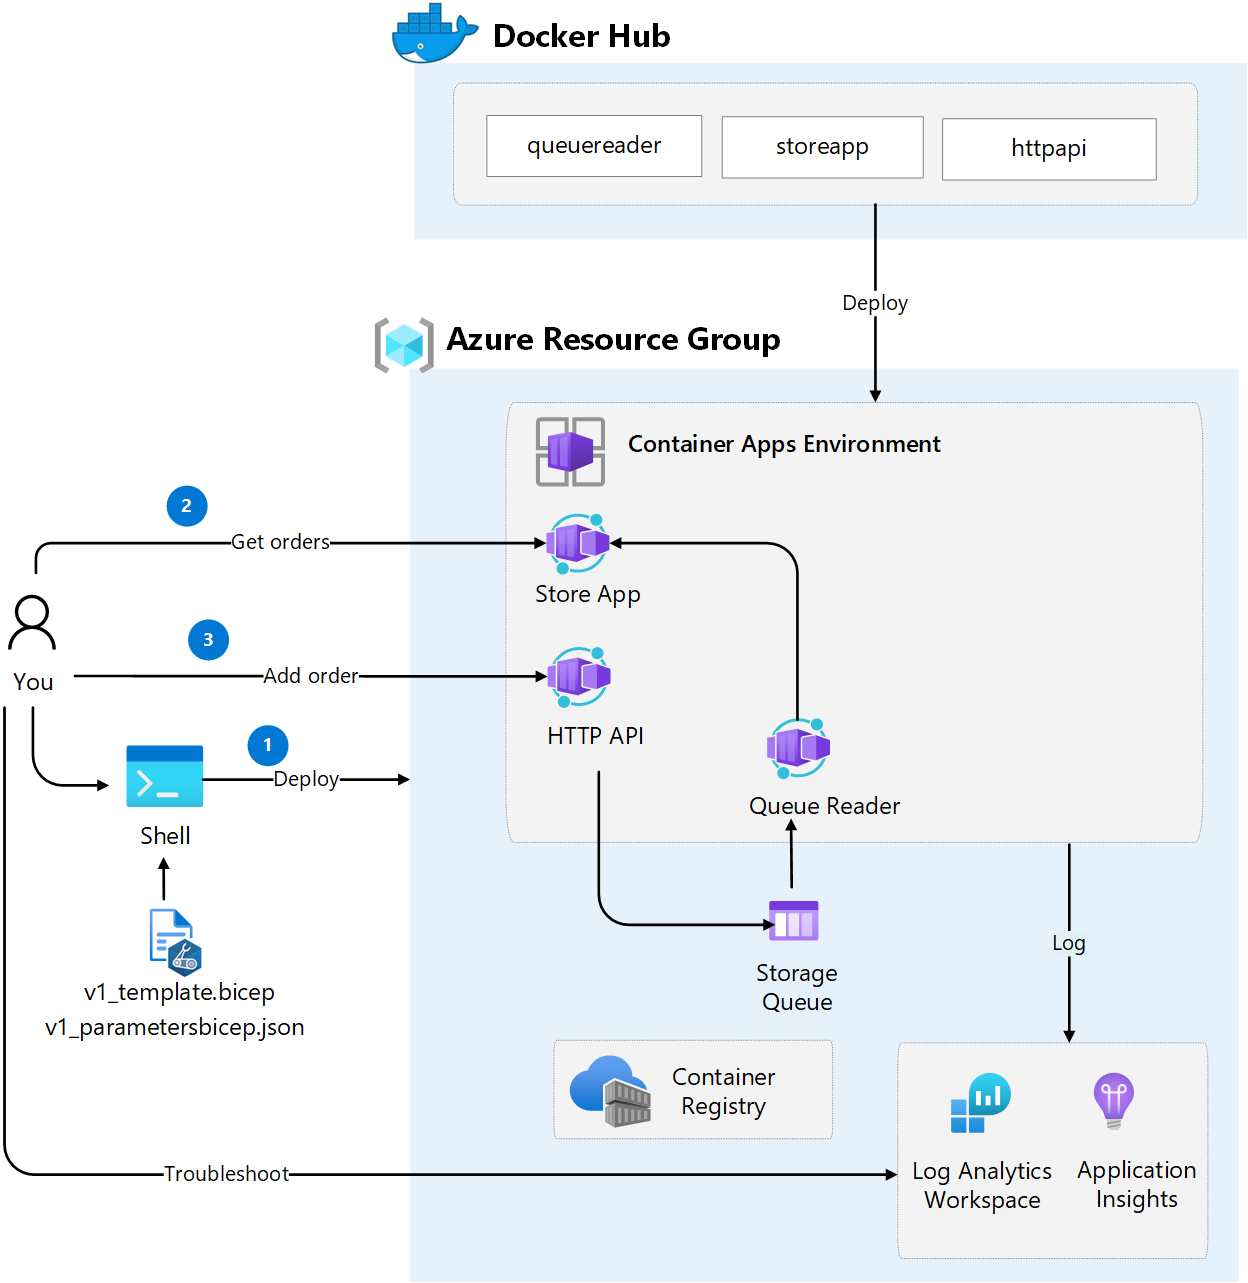 Docker Hub
queuereader
storeapp
httpapi
Deploy
Azure Resource Group
Container Apps Environment
2
Get orders
Store App
3
You
Add order
HTTP API
1
Deploy
Shell
Queue Reader
v1_template.bicep
v1_parametersbicep.json
Storage
Queue
Log
Container
Registry
Troubleshoot
Log Analytics
Workspace
Application
Insights